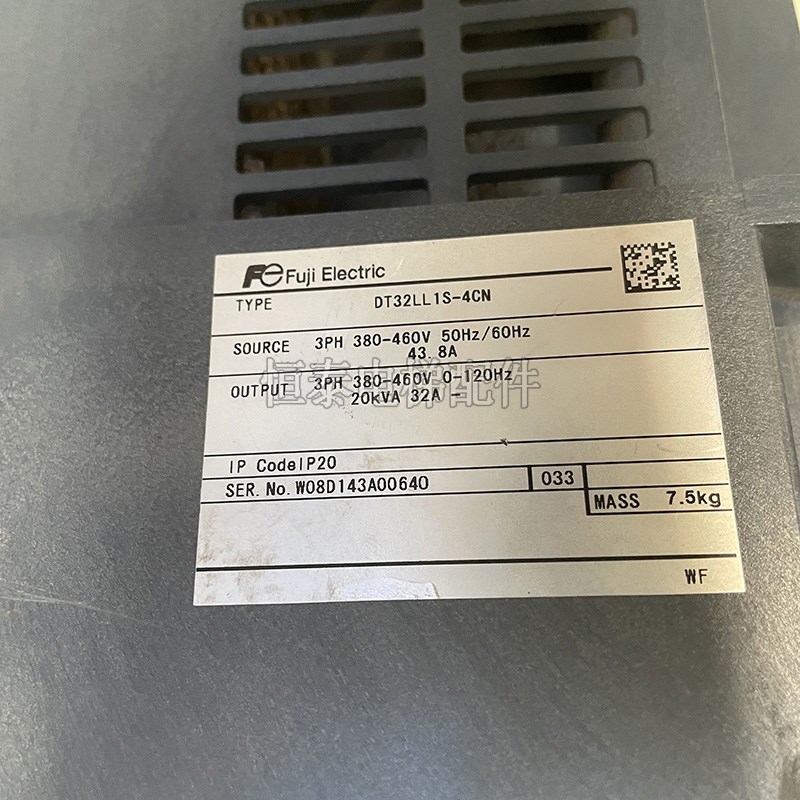 Fe Fuji Electric
TYPE DT32LL1S-4CN
SOURCE 3PH 380-460V 50Hz/60Hz
43.8A
OUTPUT 3PH 380-460V 0-120Hz
20kVA 32A -
恒泰电梯配件
IP CodeIP20
SER.No.W08D143A00640 033
MASS 7.5kg
WF